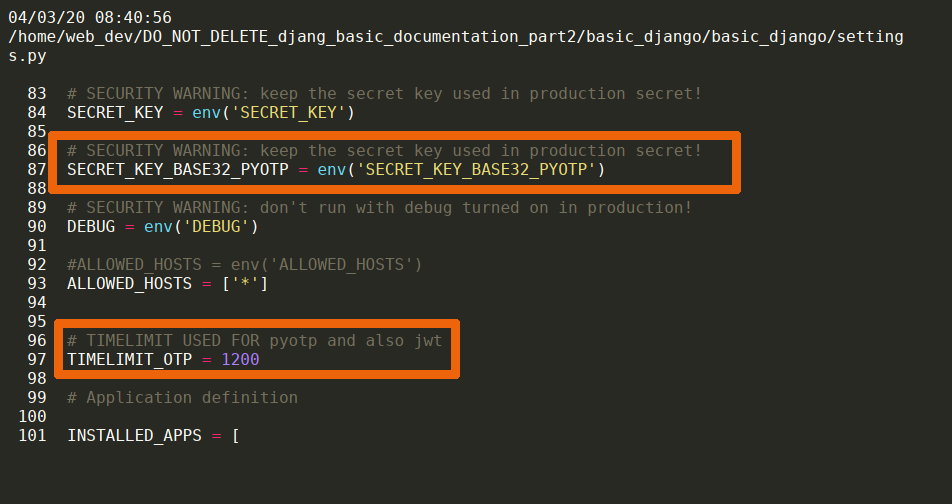 04/03/20 08:40:56
/home/web_dev/DO_NOT_DELETE_djang_basic_documentation_part2/basic_django/basic_django/setting
s.py
83 # SECURITY WARNING: keep the secret key used in production secret!
84 SECRET_KEY = env('SECRET_KEY')
85
86 # SECURITY WARNING: keep the secret key used in production secret!
87 SECRET_KEY_BASE32_PYOTP = env('SECRET_KEY_BASE32_PYOTP')
88
89 # SECURITY WARNING: don't run with debug turned on in production!
90 DEBUG = env('DEBUG')
91
92 #ALLOWED_HOSTS = env('ALLOWED_HOSTS')
93 ALLOWED_HOSTS = ['*']
94
95
96 # TIMELIMIT USED FOR pyotp and also jwt
97 TIMELIMIT_OTP = 1200
98
99 # Application definition
100
101 INSTALLED_APPS = [